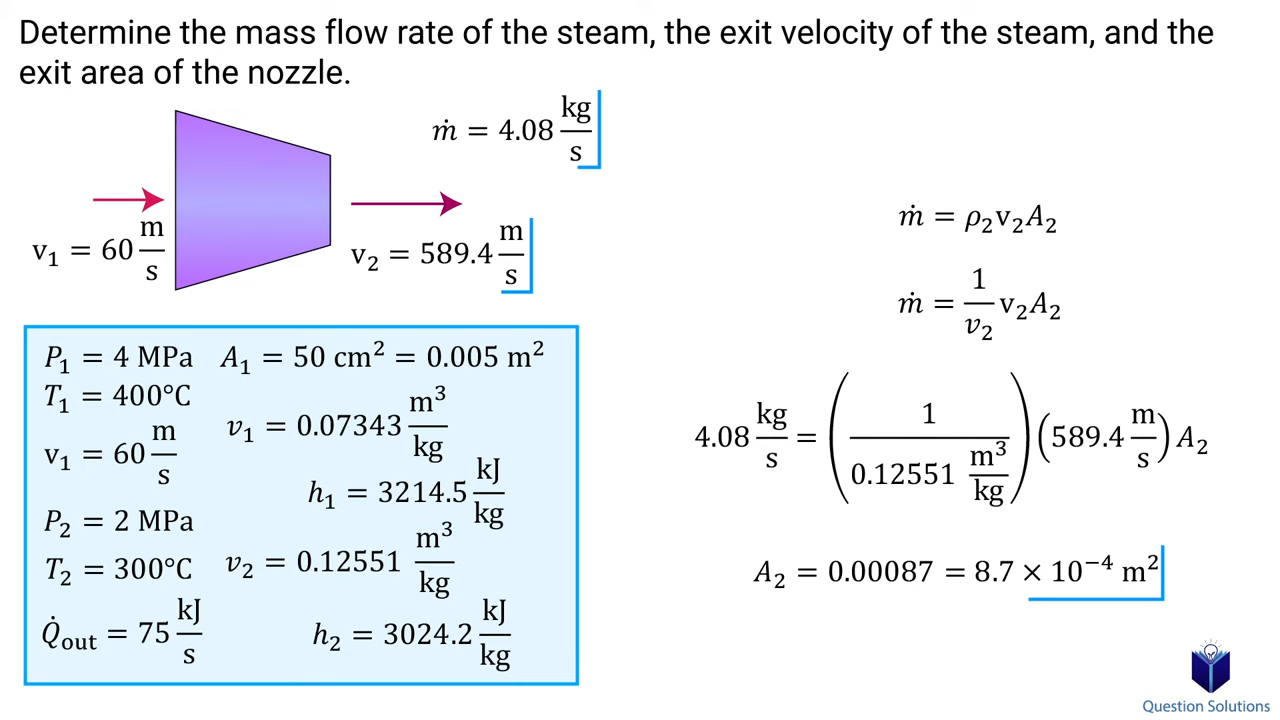 Determine the mass flow rate of the steam, the exit velocity of the steam, and the
exit area of the nozzle.
ṁ = 4.08 kg/s
v₁ = 60 m/s
v₂ = 589.4 m/s
P₁ = 4 MPa A₁ = 50 cm² = 0.005 m²
T₁ = 400°C
𝑣₁ = 0.07343 m³/kg
v₁ = 60 m/s
h₁ = 3214.5 kJ/kg
P₂ = 2 MPa
T₂ = 300°C 𝑣₂ = 0.12551 m³/kg
Q̇out = 75 kJ/s h₂ = 3024.2 kJ/kg
ṁ = ρ₂v₂A₂
ṁ = 1/𝑣₂ v₂A₂
4.08 kg/s = (1/(0.12551 m³/kg)) (589.4 m/s) A₂
A₂ = 0.00087 = 8.7 × 10⁻⁴ m²
Question Solutions